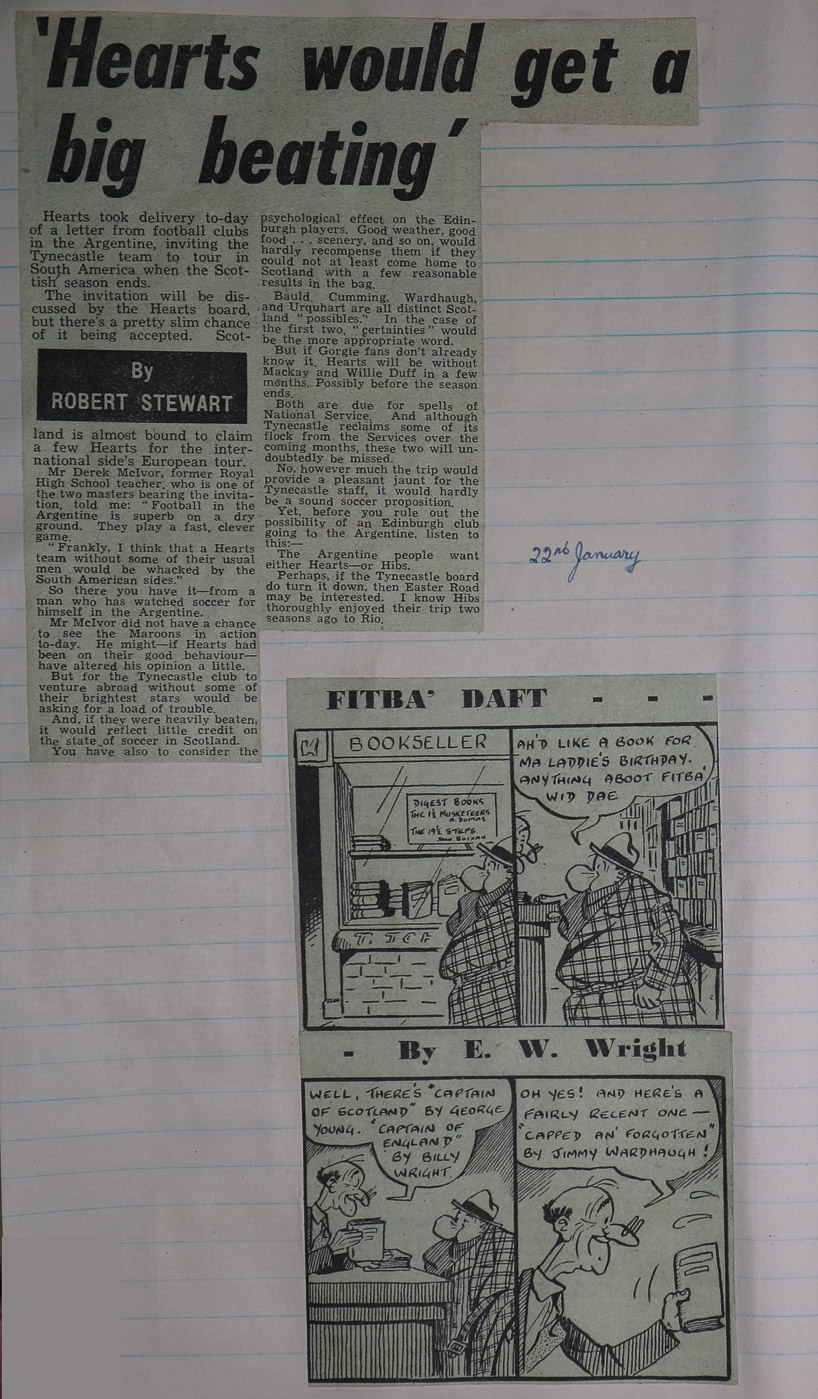 'Hearts would get a
big beating'
Hearts took delivery to-day
of a letter from football clubs
in the Argentine, inviting the
Tynecastle team to tour in
South America when the Scot-
tish season ends.
The invitation will be dis-
cussed by the Hearts board,
but there's a pretty slim chance
of it being accepted. Scot-
By
ROBERT STEWART
land is almost bound to claim
a few Hearts for the inter-
national side's European tour.
Mr Derek McIvor, former Royal
High School teacher, who is one of
the two masters bearing the invita-
tion, told me: "Football in the
Argentine is superb on a dry
ground. They play a fast, clever
game.
"Frankly, I think that a Hearts
team without some of their usual
men would be whacked by the
South American sides."
So there you have it—from a
man who has watched soccer for
himself in the Argentine.
Mr McIvor did not have a chance
to see the Maroons in action
to-day. He might—if Hearts had
been on their good behaviour—
have altered his opinion a little.
But for the Tynecastle club to
venture abroad without some of
their brightest stars would be
asking for a load of trouble.
And, if they were heavily beaten,
it would reflect little credit on
the state of soccer in Scotland.
You have also to consider the
psychological effect on the Edin-
burgh players. Good weather, good
food . . . scenery, and so on, would
hardly recompense them if they
could not at least come home to
Scotland with a few reasonable
results in the bag.
Bauld, Cumming, Wardhaugh,
and Urquhart are all distinct Scot-
land "possibles." In the case of
the first two, "certainties" would
be the more appropriate word.
But if Gorgie fans don't already
know it, Hearts will be without
Mackay and Willie Duff in a few
months. Possibly before the season
ends.
Both are due for spells of
National Service. And although
Tynecastle reclaims some of its
flock from the Services over the
coming months, these two will un-
doubtedly be missed.
No, however much the trip would
provide a pleasant jaunt for the
Tynecastle staff, it would hardly
be a sound soccer proposition.
Yet, before you rule out the
possibility of an Edinburgh club
going to the Argentine, listen to
this:—
The Argentine people want
either Hearts—or Hibs.
Perhaps, if the Tynecastle board
do turn it down, then Easter Road
may be interested. I know Hibs
thoroughly enjoyed their trip two
seasons ago to Rio.
22nd January
FITBA' DAFT - - -
BOOKSELLER
DIGEST BOOKS
THE 1½ MUSKETEERS
A. DUMAS
THE 19½ STEPS
JOHN BUCHAN
AH'D LIKE A BOOK FOR
MA LADDIE'S BIRTHDAY.
ANYTHING ABOOT FITBA'
WID DAE
- By E. W. Wright
WELL, THERE'S "CAPTAIN
OF SCOTLAND" BY GEORGE
YOUNG. "CAPTAIN OF
ENGLAND"
BY BILLY
WRIGHT
OH YES! AND HERE'S A
FAIRLY RECENT ONE —
"CAPPED AN' FORGOTTEN"
BY JIMMY WARDHAUGH!